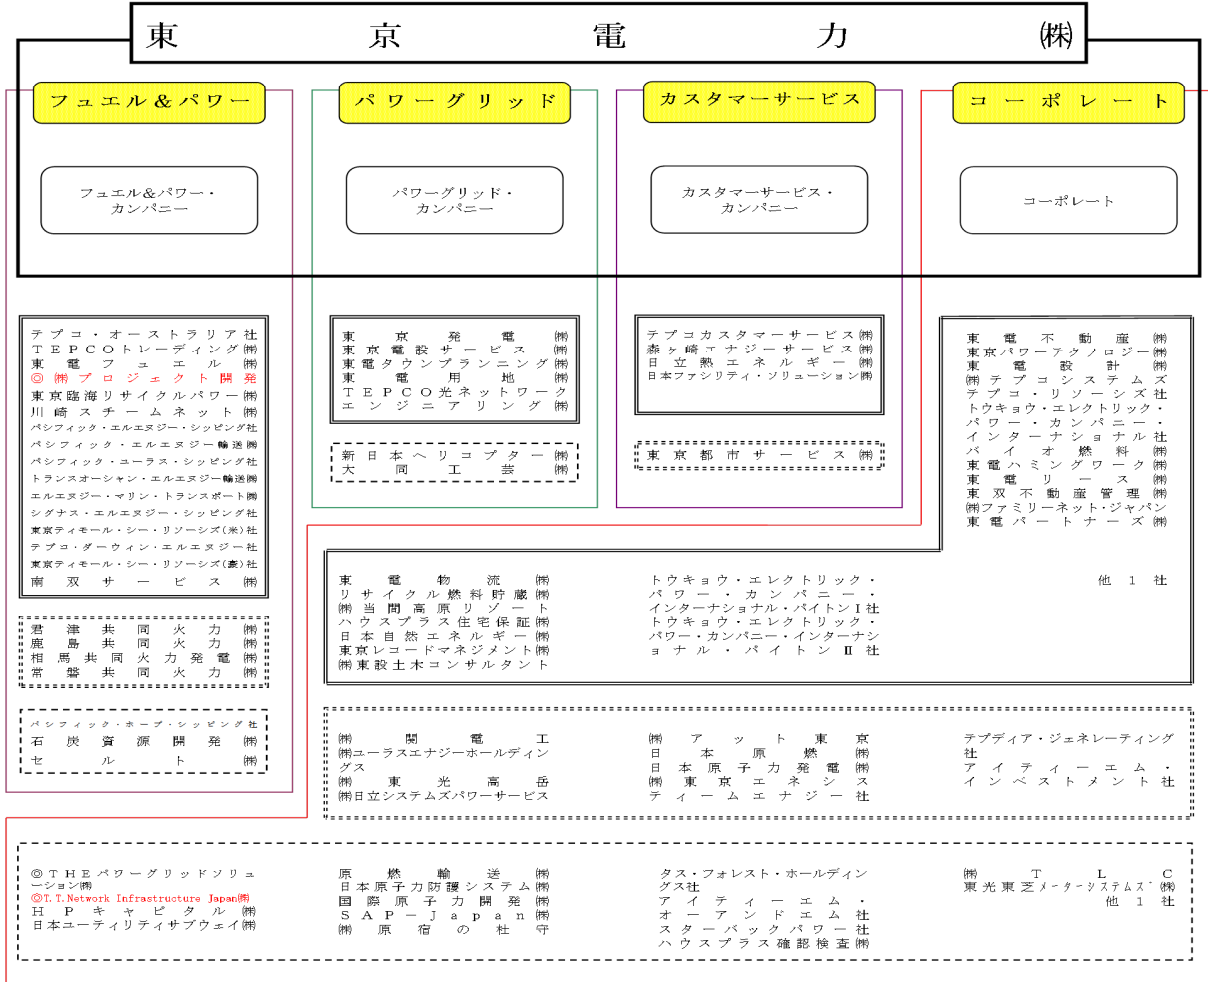 東京電力㈱
フュエル＆パワー
パワーグリッド
カスタマーサービス
コーポレート
フュエル＆パワー・
カンパニー
パワーグリッド・
カンパニー
カスタマーサービス・
カンパニー
コーポレート
テプコ・オーストラリア社
ＴＥＰＣＯトレーディング㈱
東電フュエル㈱
◎㈱プロジェクト開発
東京臨海リサイクルパワー㈱
川崎スチームネット㈱
パシフィック・エルエヌジー・シッピング社
パシフィック・エルエヌジー輸送㈱
パシフィック・ユーラス・シッピング社
トランスオーシャン・エルエヌジー輸送㈱
エルエヌジー・マリン・トランスポート㈱
シグナス・エルエヌジー・シッピング社
東京ティモール・シー・リソーシズ(米)社
テプコ・ダーウィン・エルエヌジー社
東京ティモール・シー・リソーシズ(豪)社
南双サービス㈱
君津共同火力㈱
鹿島共同火力㈱
相馬共同火力発電㈱
常磐共同火力㈱
パシフィック・ホープ・シッピング社
石炭資源開発㈱
セルト㈱
東京発電㈱
東京電設サービス㈱
東電タウンプランニング㈱
東電用地㈱
ＴＥＰＣＯ光ネットワーク
エンジニアリング㈱
新日本ヘリコプター㈱
大同工芸㈱
テプコカスタマーサービス㈱
森ヶ崎エナジーサービス㈱
日立熱エネルギー㈱
日本ファシリティ・ソリューション㈱
東京都市サービス㈱
東電不動産㈱
東京パワーテクノロジー㈱
東電設計㈱
㈱テプコシステムズ
テプコ・リソーシズ社
トウキョウ・エレクトリック・
パワー・カンパニー・
インターナショナル社
バイオ燃料㈱
東電ハミングワーク㈱
東電リース㈱
東双不動産管理㈱
㈱ファミリーネット・ジャパン
東電パートナーズ㈱
東電物流㈱
リサイクル燃料貯蔵㈱
㈱当間高原リゾート
ハウスプラス住宅保証㈱
日本自然エネルギー㈱
東京レコードマネジメント㈱
㈱東設土木コンサルタント
トウキョウ・エレクトリック・
パワー・カンパニー・
インターナショナル・パイトンⅠ社
トウキョウ・エレクトリック・
パワー・カンパニー・インターナシ
ョナル・パイトンⅡ社
他１社
㈱関電工
㈱ユーラスエナジーホールディン
グス
㈱東光高岳
㈱日立システムズパワーサービス
㈱アット東京
日本原燃㈱
日本原子力発電㈱
㈱東京エネシス
ティームエナジー社
テプディア・ジェネレーティング
社
アイティーエム・
インベストメント社
◎ＴＨＥパワーグリッドソリュ
ーション㈱
◎T.T.Network Infrastructure Japan㈱
ＨＰキャピタル㈱
日本ユーティリティサブウェイ㈱
原燃輸送㈱
日本原子力防護システム㈱
国際原子力開発㈱
ＳＡＰ－Ｊａｐａｎ㈱
㈱原宿の杜守
タス・フォレスト・ホールディン
グス社
アイティーエム・
オーアンドエム社
スターバックパワー社
ハウスプラス確認検査㈱
㈱ＴＬＣ
東光東芝メーターシステムズ㈱
他１社